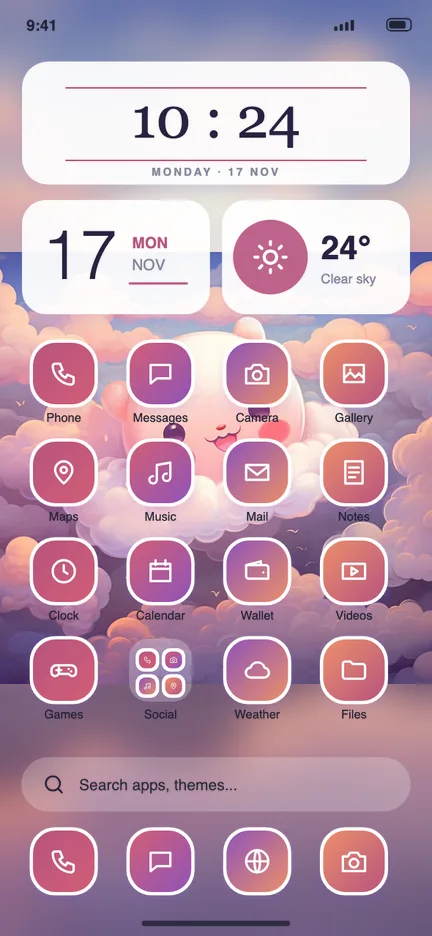 9:41
10 : 24
MONDAY · 17 NOV
17
MON
NOV
24°
Clear sky
Phone Messages Camera Gallery
Maps Music Mail Notes
Clock Calendar Wallet Videos
Games Social Weather Files
Search apps, themes...